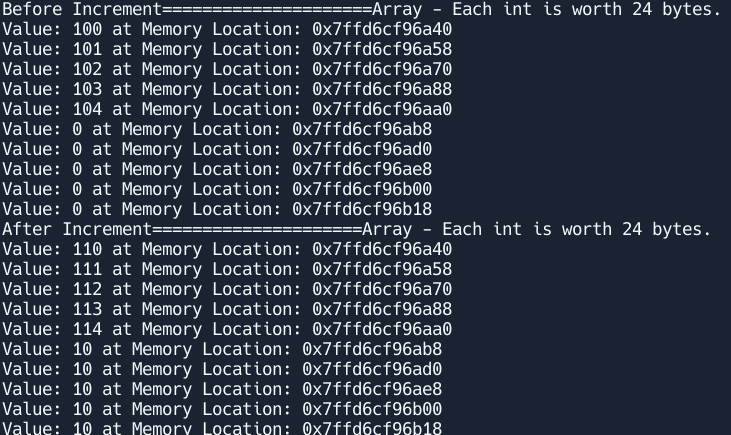 Before Increment=====================Array - Each int is worth 24 bytes.
Value: 100 at Memory Location: 0x7ffd6cf96a40
Value: 101 at Memory Location: 0x7ffd6cf96a58
Value: 102 at Memory Location: 0x7ffd6cf96a70
Value: 103 at Memory Location: 0x7ffd6cf96a88
Value: 104 at Memory Location: 0x7ffd6cf96aa0
Value: 0 at Memory Location: 0x7ffd6cf96ab8
Value: 0 at Memory Location: 0x7ffd6cf96ad0
Value: 0 at Memory Location: 0x7ffd6cf96ae8
Value: 0 at Memory Location: 0x7ffd6cf96b00
Value: 0 at Memory Location: 0x7ffd6cf96b18
After Increment=====================Array - Each int is worth 24 bytes.
Value: 110 at Memory Location: 0x7ffd6cf96a40
Value: 111 at Memory Location: 0x7ffd6cf96a58
Value: 112 at Memory Location: 0x7ffd6cf96a70
Value: 113 at Memory Location: 0x7ffd6cf96a88
Value: 114 at Memory Location: 0x7ffd6cf96aa0
Value: 10 at Memory Location: 0x7ffd6cf96ab8
Value: 10 at Memory Location: 0x7ffd6cf96ad0
Value: 10 at Memory Location: 0x7ffd6cf96ae8
Value: 10 at Memory Location: 0x7ffd6cf96b00
Value: 10 at Memory Location: 0x7ffd6cf96b18